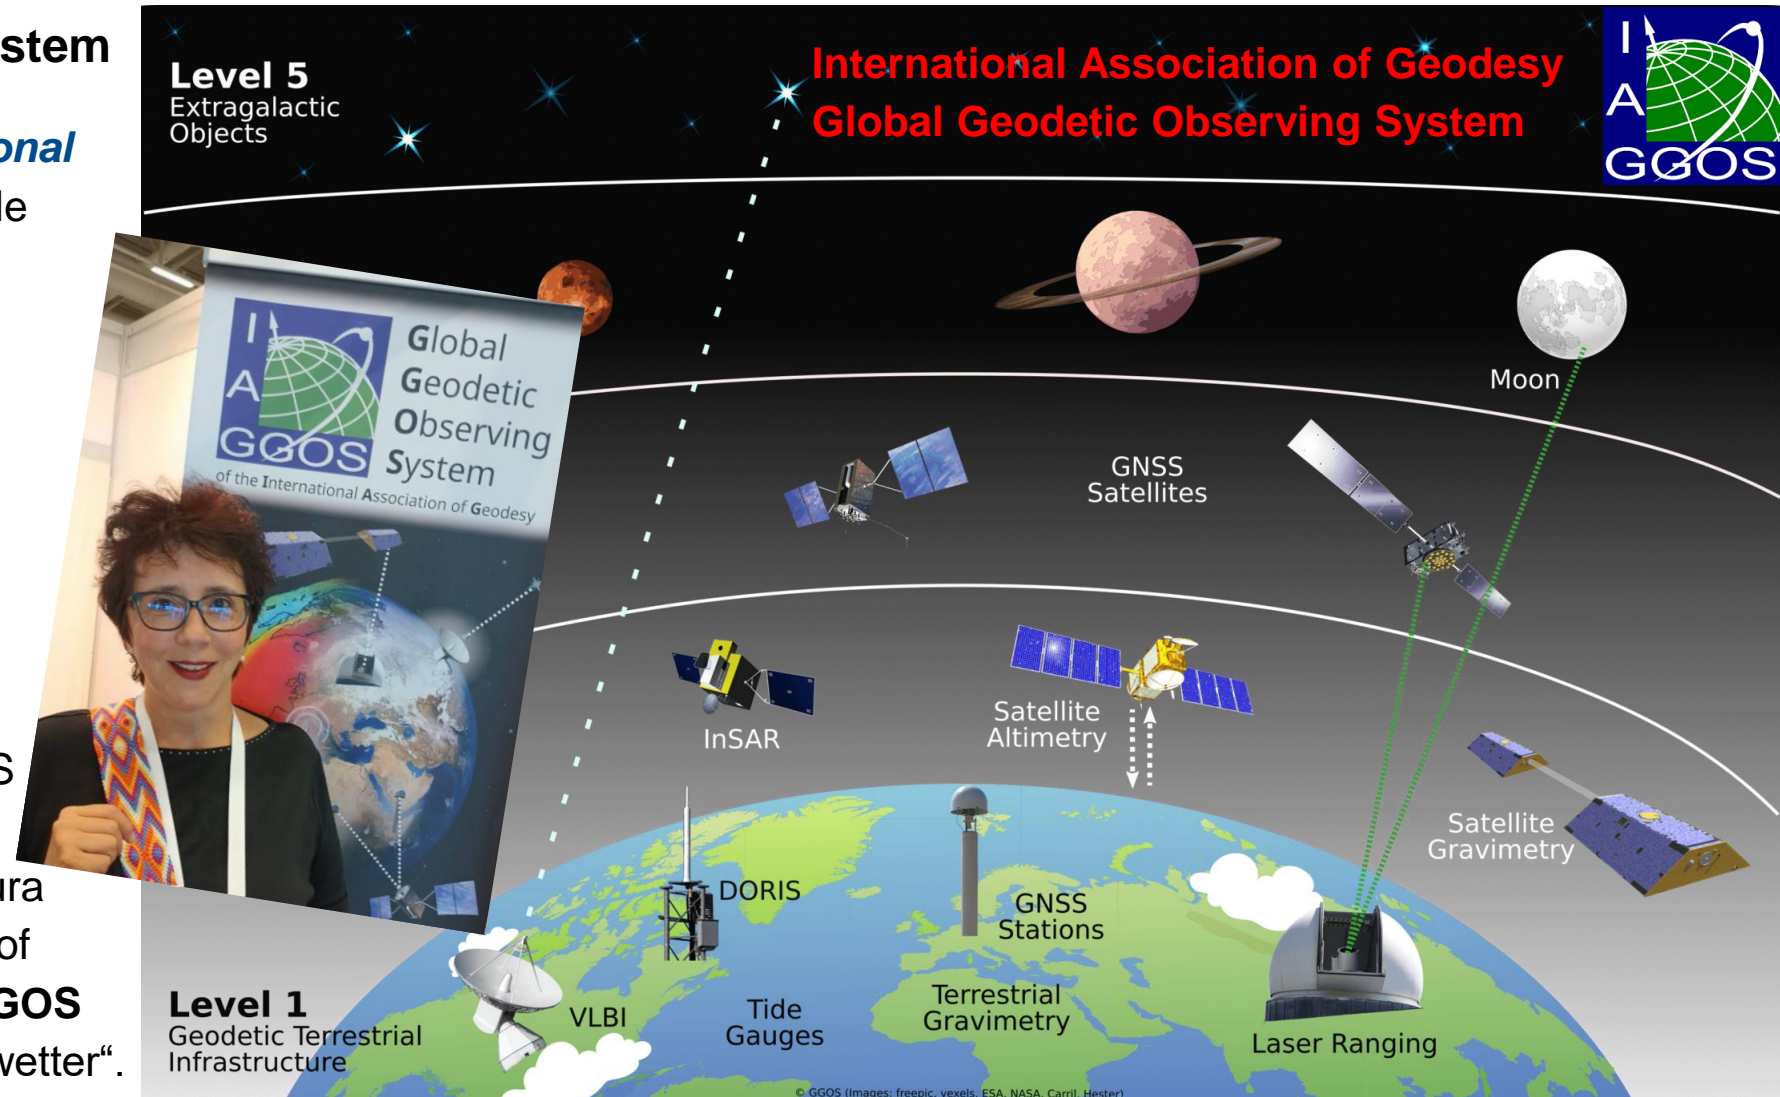 stem
onal
le
S
ura
of
GOS
wetter“.
Level 5
Extragalactic
Objects
International Association of Geodesy
Global Geodetic Observing System
I
A
GGOS
I
A
GGOS
Global
Geodetic
Observing
System
of the International Association of Geodesy
Moon
GNSS
Satellites
InSAR
Satellite
Altimetry
Satellite
Gravimetry
DORIS
GNSS
Stations
Level 1
Geodetic Terrestrial
Infrastructure
VLBI
Tide
Gauges
Terrestrial
Gravimetry
Laser Ranging
© GGOS (Images: freepic, vexels, ESA, NASA, Carril, Hester)